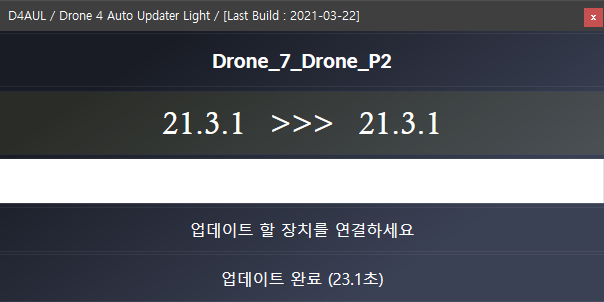 D4AUL / Drone 4 Auto Updater Light / [Last Build : 2021-03-22]
x
Drone_7_Drone_P2
21.3.1 >>> 21.3.1
업데이트 할 장치를 연결하세요
업데이트 완료 (23.1초)